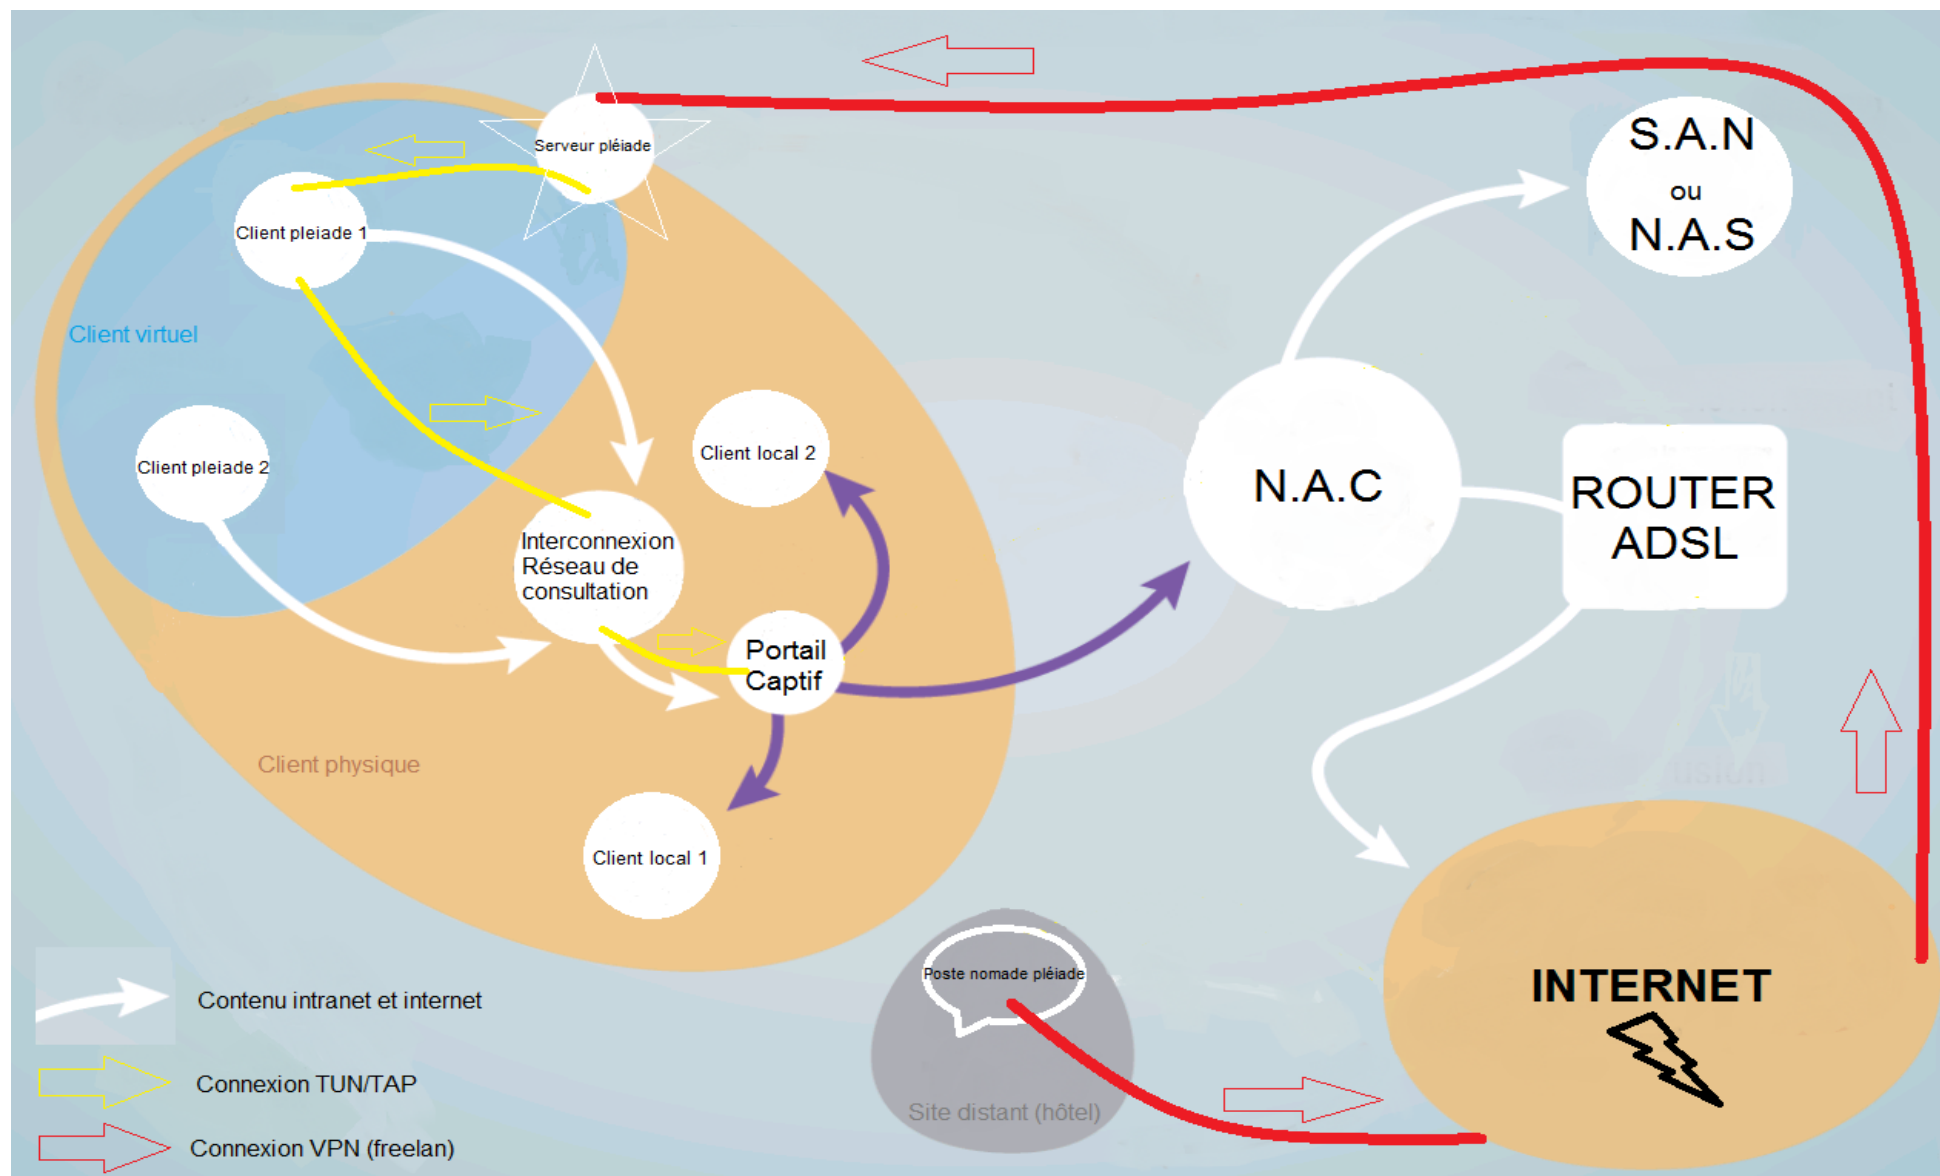 Serveur pléiade
S.A.N
ou
N.A.S
Client pleiade 1
Client virtuel
Client pleiade 2
Client local 2
N.A.C
ROUTER
ADSL
Interconnexion
Réseau de
consultation
Portail
Captif
Client physique
Client local 1
Poste nomade pléiade
INTERNET
Site distant (hôtel)
Contenu intranet et internet
Connexion TUN/TAP
Connexion VPN (freelan)